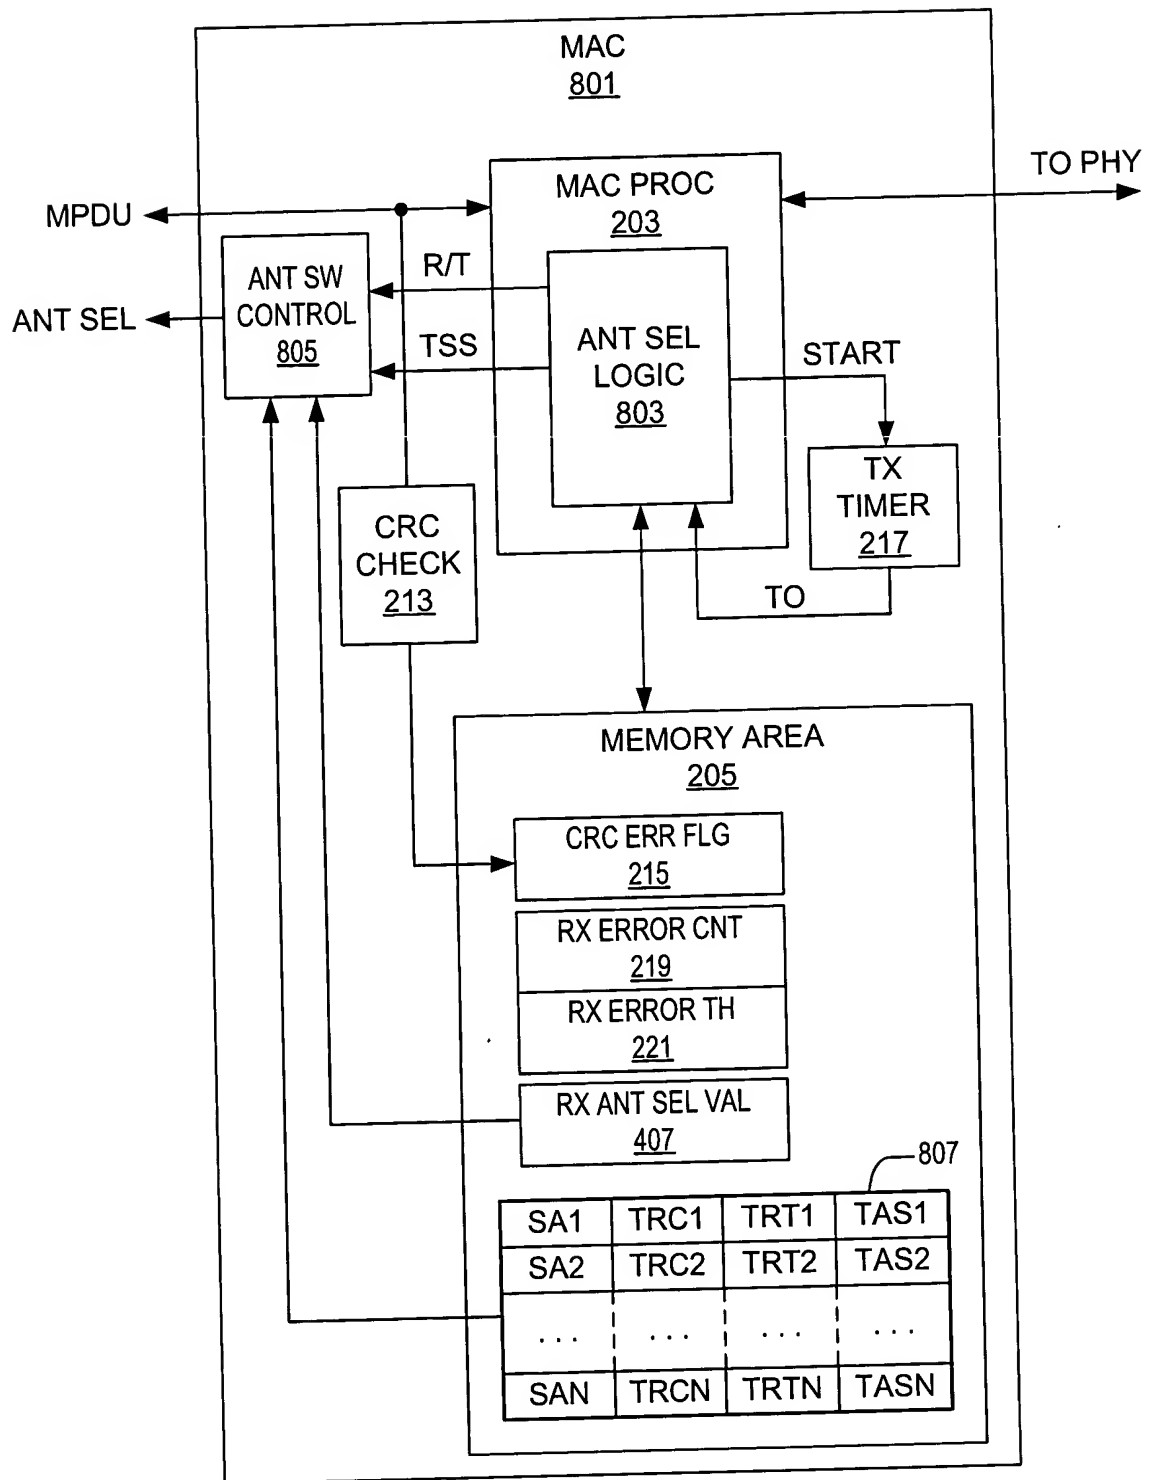 MAC
801
TO PHY
MPDU
MAC PROC
203
R/T
ANT SW
CONTROL
805
ANT SEL
TSS
ANT SEL
LOGIC
803
START
TX
TIMER
217
CRC
CHECK
213
TO
MEMORY AREA
205
CRC ERR FLG
215
RX ERROR CNT
219
RX ERROR TH
221
RX ANT SEL VAL
407
807
SA1 TRC1 TRT1 TAS1
SA2 TRC2 TRT2 TAS2
... ... ... ...
SAN TRCN TRTN TASN